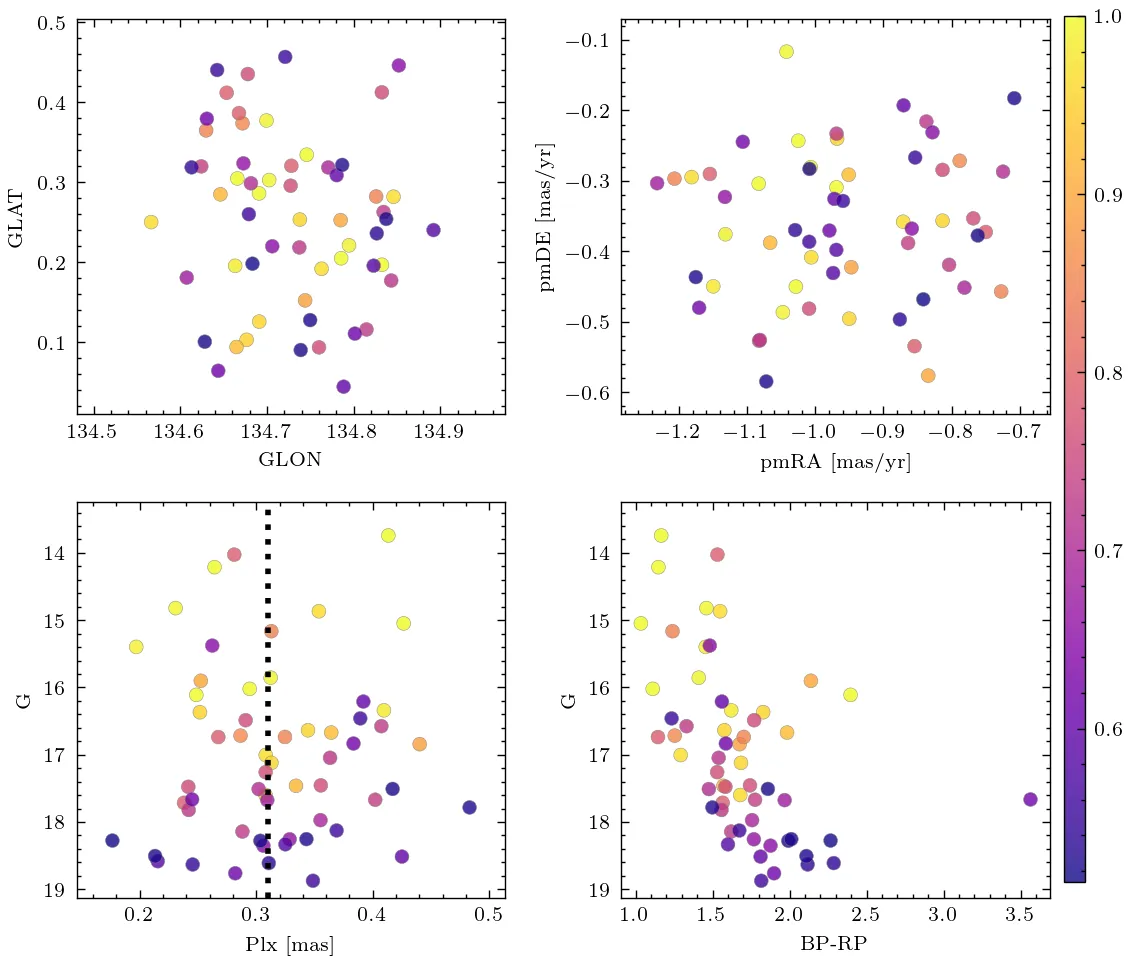 0.5
0.4
0.3
0.2
0.1
GLAT
134.5 134.6 134.7 134.8 134.9
GLON
−0.1
−0.2
−0.3
−0.4
−0.5
−0.6
pmDE [mas/yr]
−1.2 −1.1 −1.0 −0.9 −0.8 −0.7
pmRA [mas/yr]
1.0
0.9
0.8
0.7
0.6
14
15
16
17
18
19
G
0.2 0.3 0.4 0.5
Plx [mas]
14
15
16
17
18
19
G
1.0 1.5 2.0 2.5 3.0 3.5
BP-RP